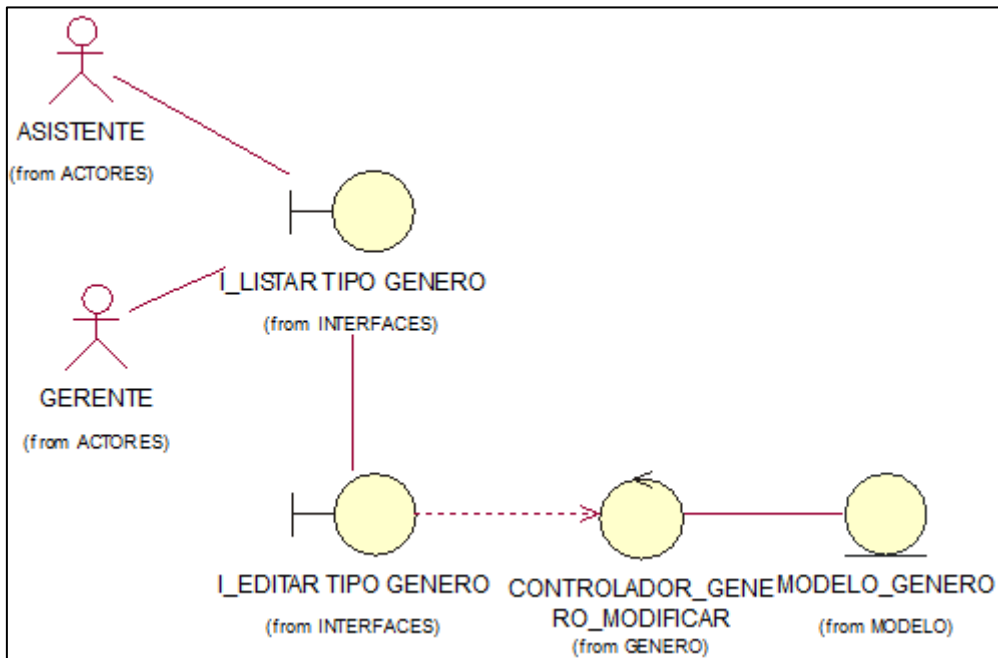 ASISTENTE
(from ACTORES)
I_LISTAR TIPO GENERO
(from INTERFACES)
GERENTE
(from ACTORES)
I_EDITAR TIPO GENERO
(from INTERFACES)
CONTROLADOR_GENE
RO_MODIFICAR
(from GENERO)
MODELO_GENERO
(from MODELO)